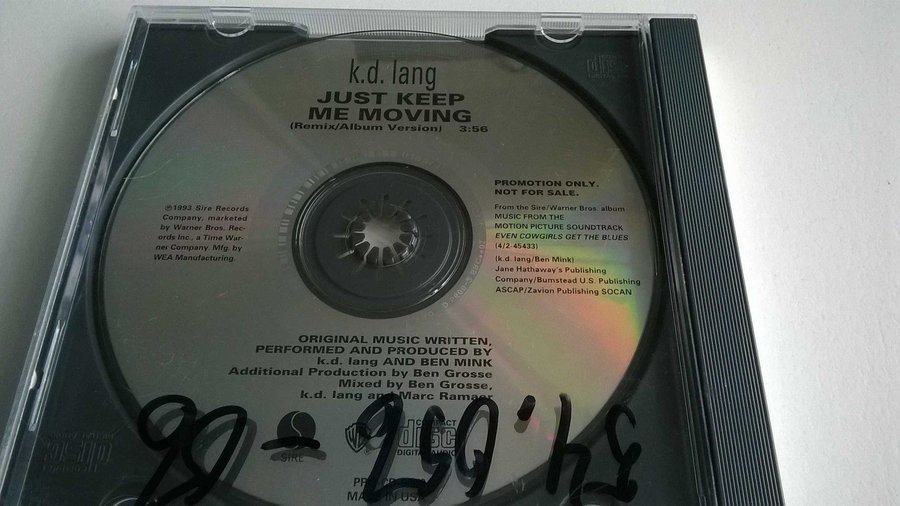 k.d. lang
JUST KEEP
ME MOVING
(Remix/Album Version) 3:56
℗1993 Sire Records
Company, marketed
by Warner Bros. Rec-
ords Inc., a Time War-
ner Company. Mfg. by
WEA Manufacturing.
PROMOTION ONLY.
NOT FOR SALE.
From the Sire/Warner Bros. album
MUSIC FROM THE
MOTION PICTURE SOUNDTRACK
EVEN COWGIRLS GET THE BLUES
(4/2-45433)
(k.d. lang/Ben Mink)
Jane Hathaway's Publishing
Company/Bumstead U.S. Publishing
ASCAP/Zavion Publishing SOCAN
ORIGINAL MUSIC WRITTEN,
PERFORMED AND PRODUCED BY
k.d. lang AND BEN MINK
Additional Production by Ben Grosse
Mixed by Ben Grosse,
k.d. lang and Marc Ramaer
SIRE
COMPACT
disc
DIGITAL AUDIO
MADE IN USA